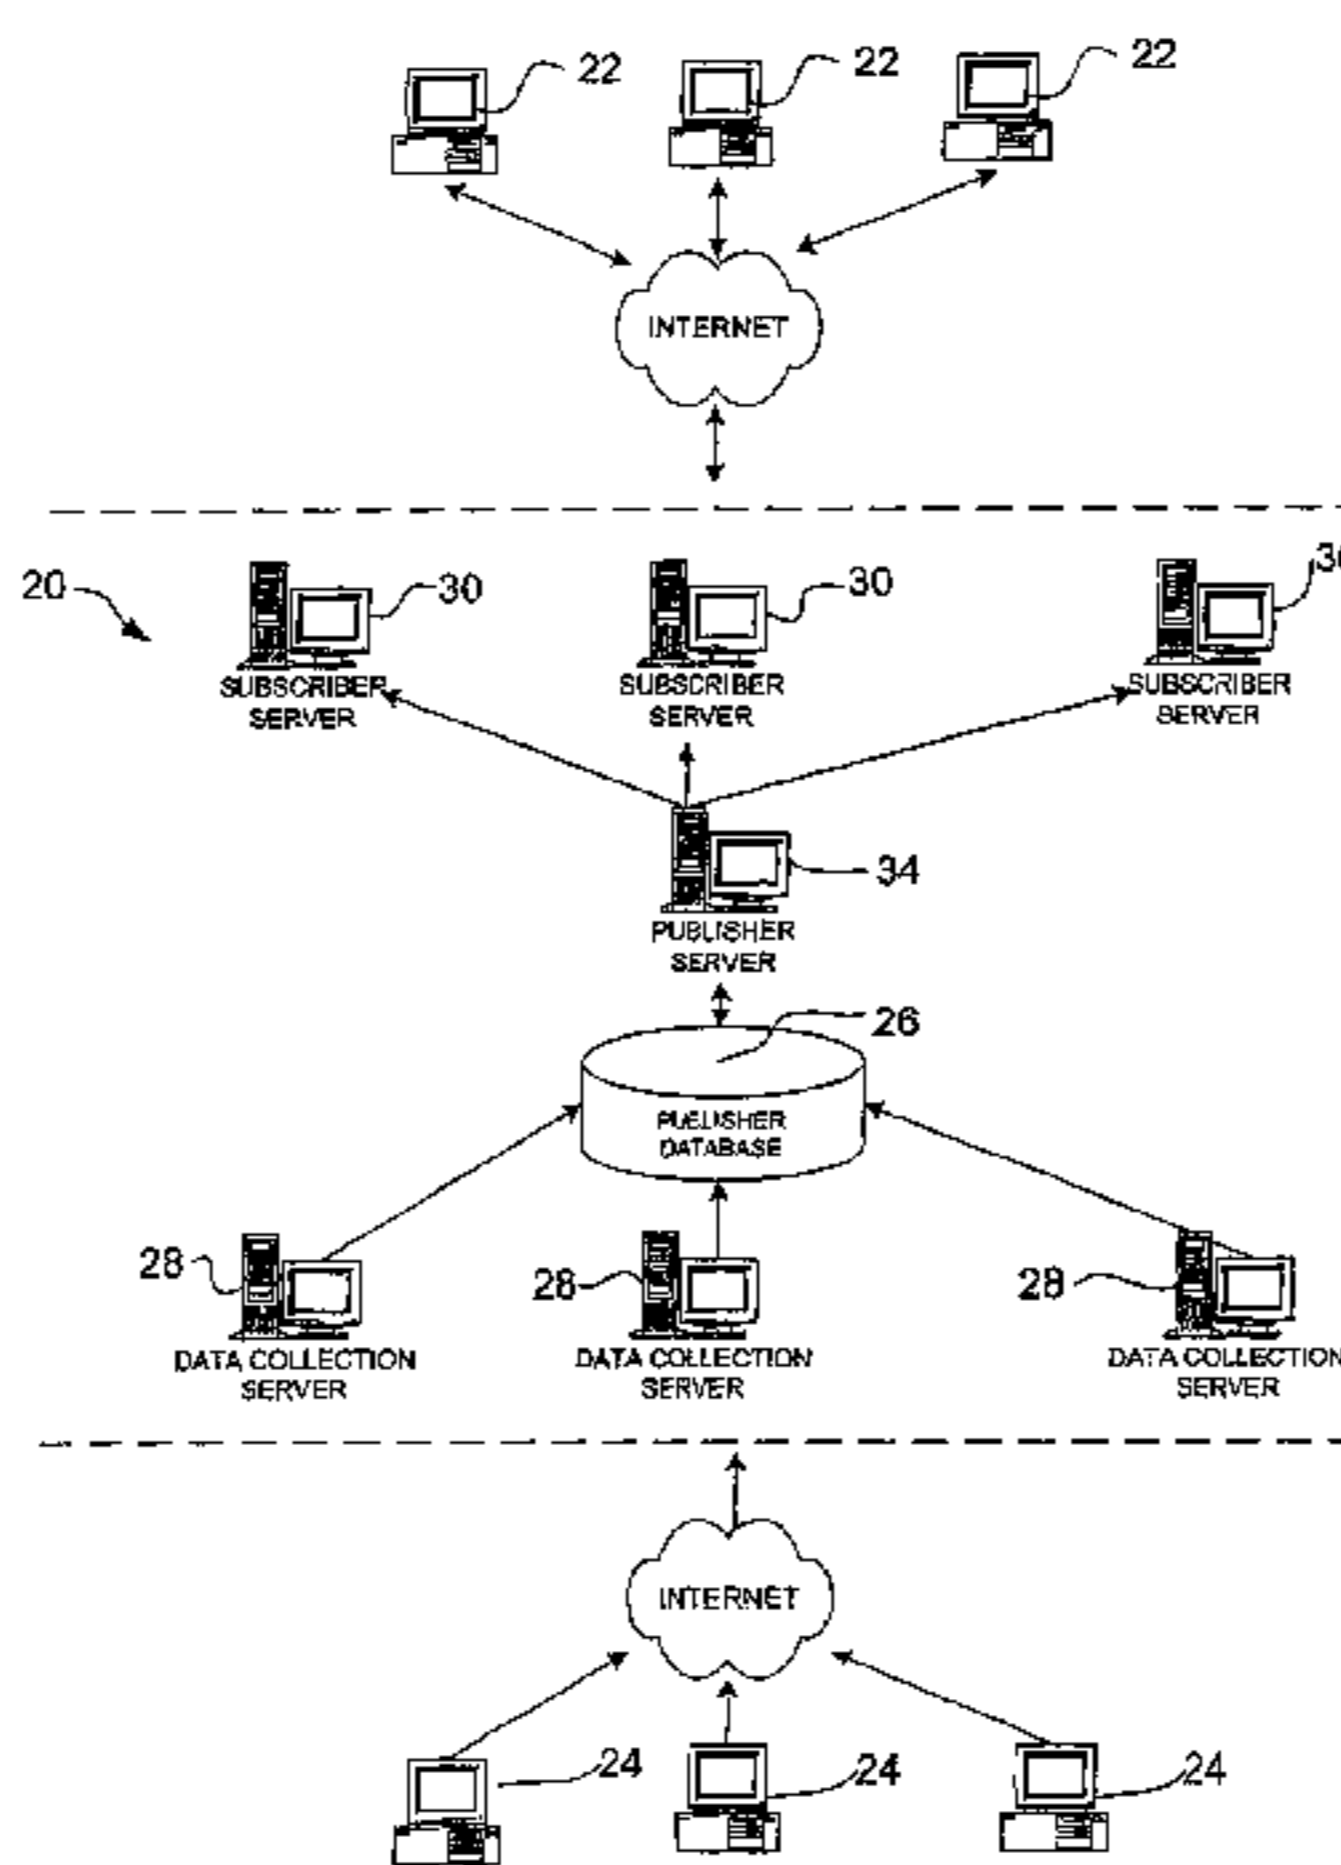 22
22
22
INTERNET
20
30
30
SUBSCRIBER
SERVER
SUBSCRIBER
SERVER
SUBSCRIBER
SERVER
34
PUBLISHER
SERVER
26
PUBLISHER
DATABASE
28
28
28
DATA COLLECTION
SERVER
DATA COLLECTION
SERVER
DATA COLLECTION
SERVER
INTERNET
24
24
24